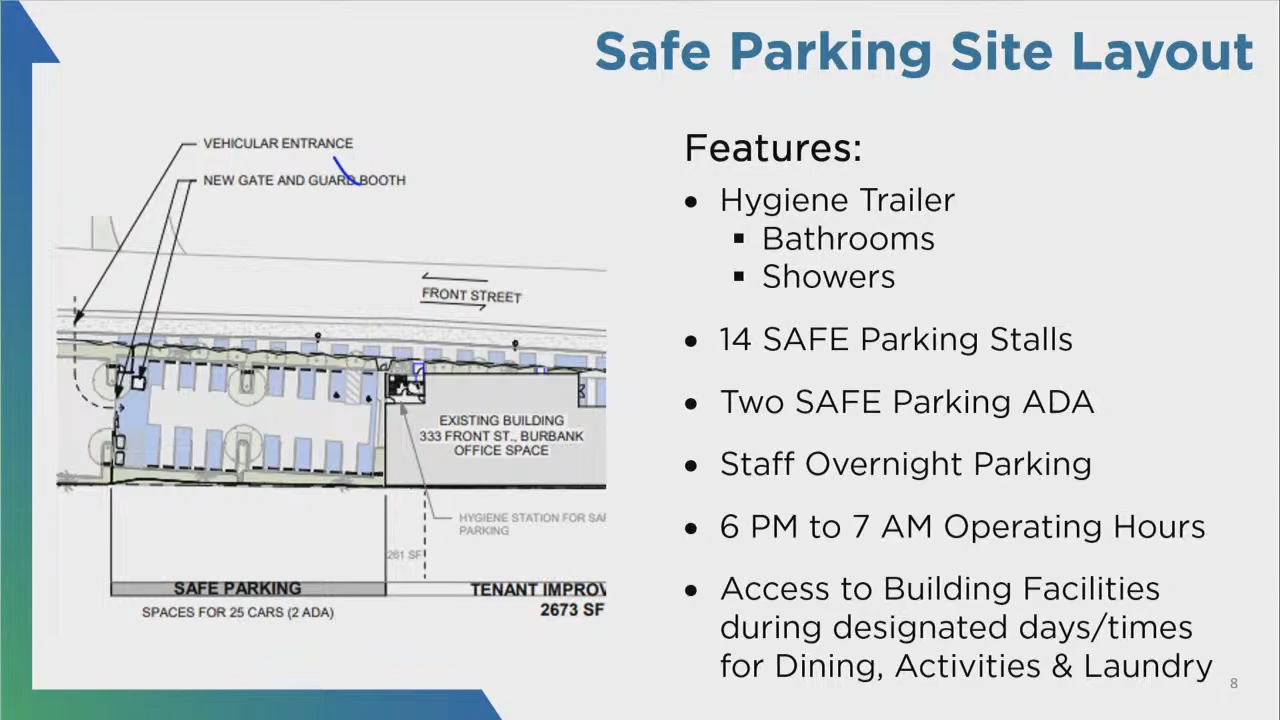 Safe Parking Site Layout
VEHICULAR ENTRANCE
NEW GATE AND GUARD BOOTH
FRONT STREET
EXISTING BUILDING
333 FRONT ST., BURBANK
OFFICE SPACE
HYGIENE STATION FOR SAF
PARKING
261 SF
SAFE PARKING
SPACES FOR 25 CARS (2 ADA)
TENANT IMPROV
2673 SF
Features:
• Hygiene Trailer
▪ Bathrooms
▪ Showers
• 14 SAFE Parking Stalls
• Two SAFE Parking ADA
• Staff Overnight Parking
• 6 PM to 7 AM Operating Hours
• Access to Building Facilities
during designated days/times
for Dining, Activities & Laundry
8